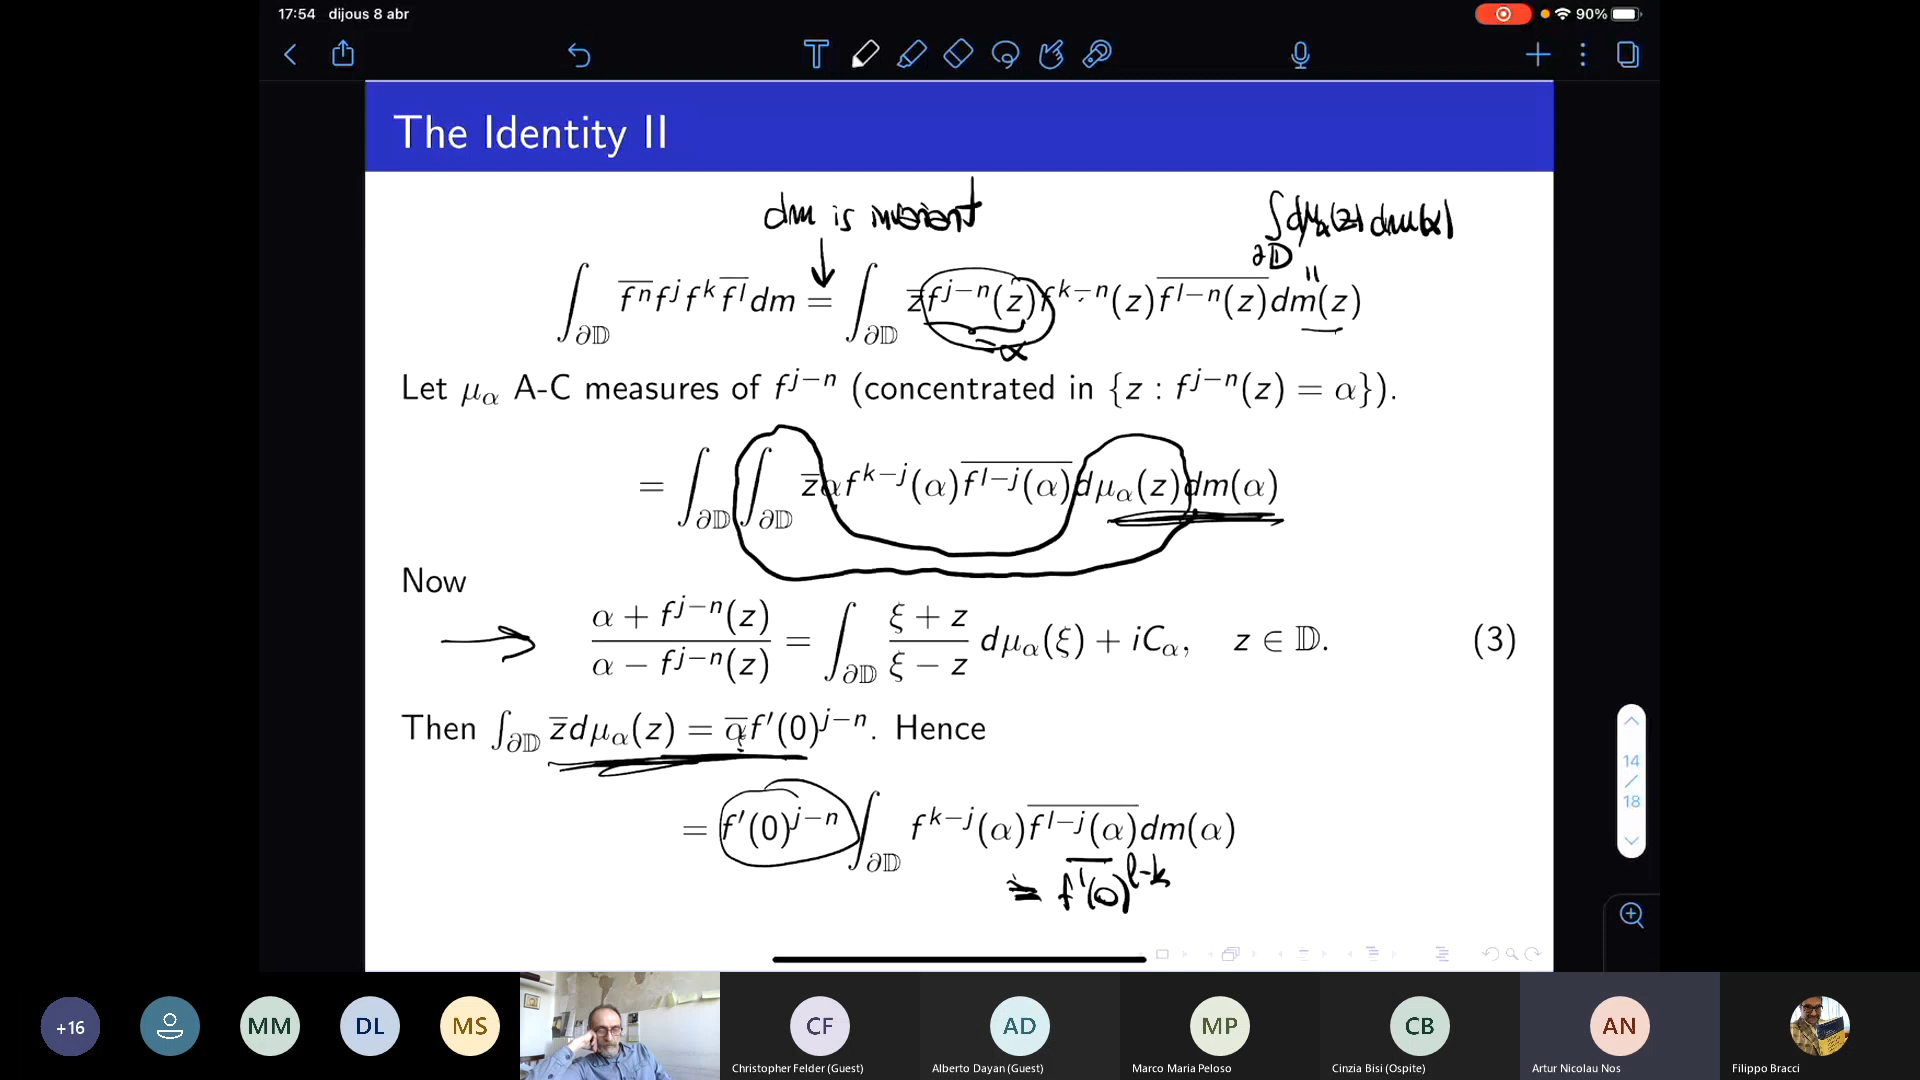 17:54 dijous 8 abr 90%
The Identity II
dm is invariant
∫_{∂𝔻} dμ_α(z) dm(α)
=
∫_{∂𝔻} \overline{f^n} f^j f^k \overline{f^l} dm = ∫_{∂𝔻} \overline{z} f^{j−n}(z) f^{k−n}(z) \overline{f^{l−n}(z)} dm(z)
= α
Let μ_α A-C measures of f^{j−n} (concentrated in {z : f^{j−n}(z) = α}).
= ∫_{∂𝔻} ∫_{∂𝔻} \overline{z} α f^{k−j}(α) \overline{f^{l−j}(α)} dμ_α(z) dm(α)
Now
\frac{α + f^{j−n}(z)}{α − f^{j−n}(z)} = ∫_{∂𝔻} \frac{ξ + z}{ξ − z} dμ_α(ξ) + iC_α, z ∈ 𝔻. (3)
Then ∫_{∂𝔻} \overline{z} dμ_α(z) = \overline{α} f′(0)^{j−n}. Hence
= f′(0)^{j−n} ∫_{∂𝔻} f^{k−j}(α) \overline{f^{l−j}(α)} dm(α)
= \overline{f′(0)}^{l−k}
14
/
18
+16 MM DL MS CF AD MP CB AN
Christopher Felder (Guest) Alberto Dayan (Guest) Marco Maria Peloso Cinzia Bisi (Ospite) Artur Nicolau Nos Filippo Bracci